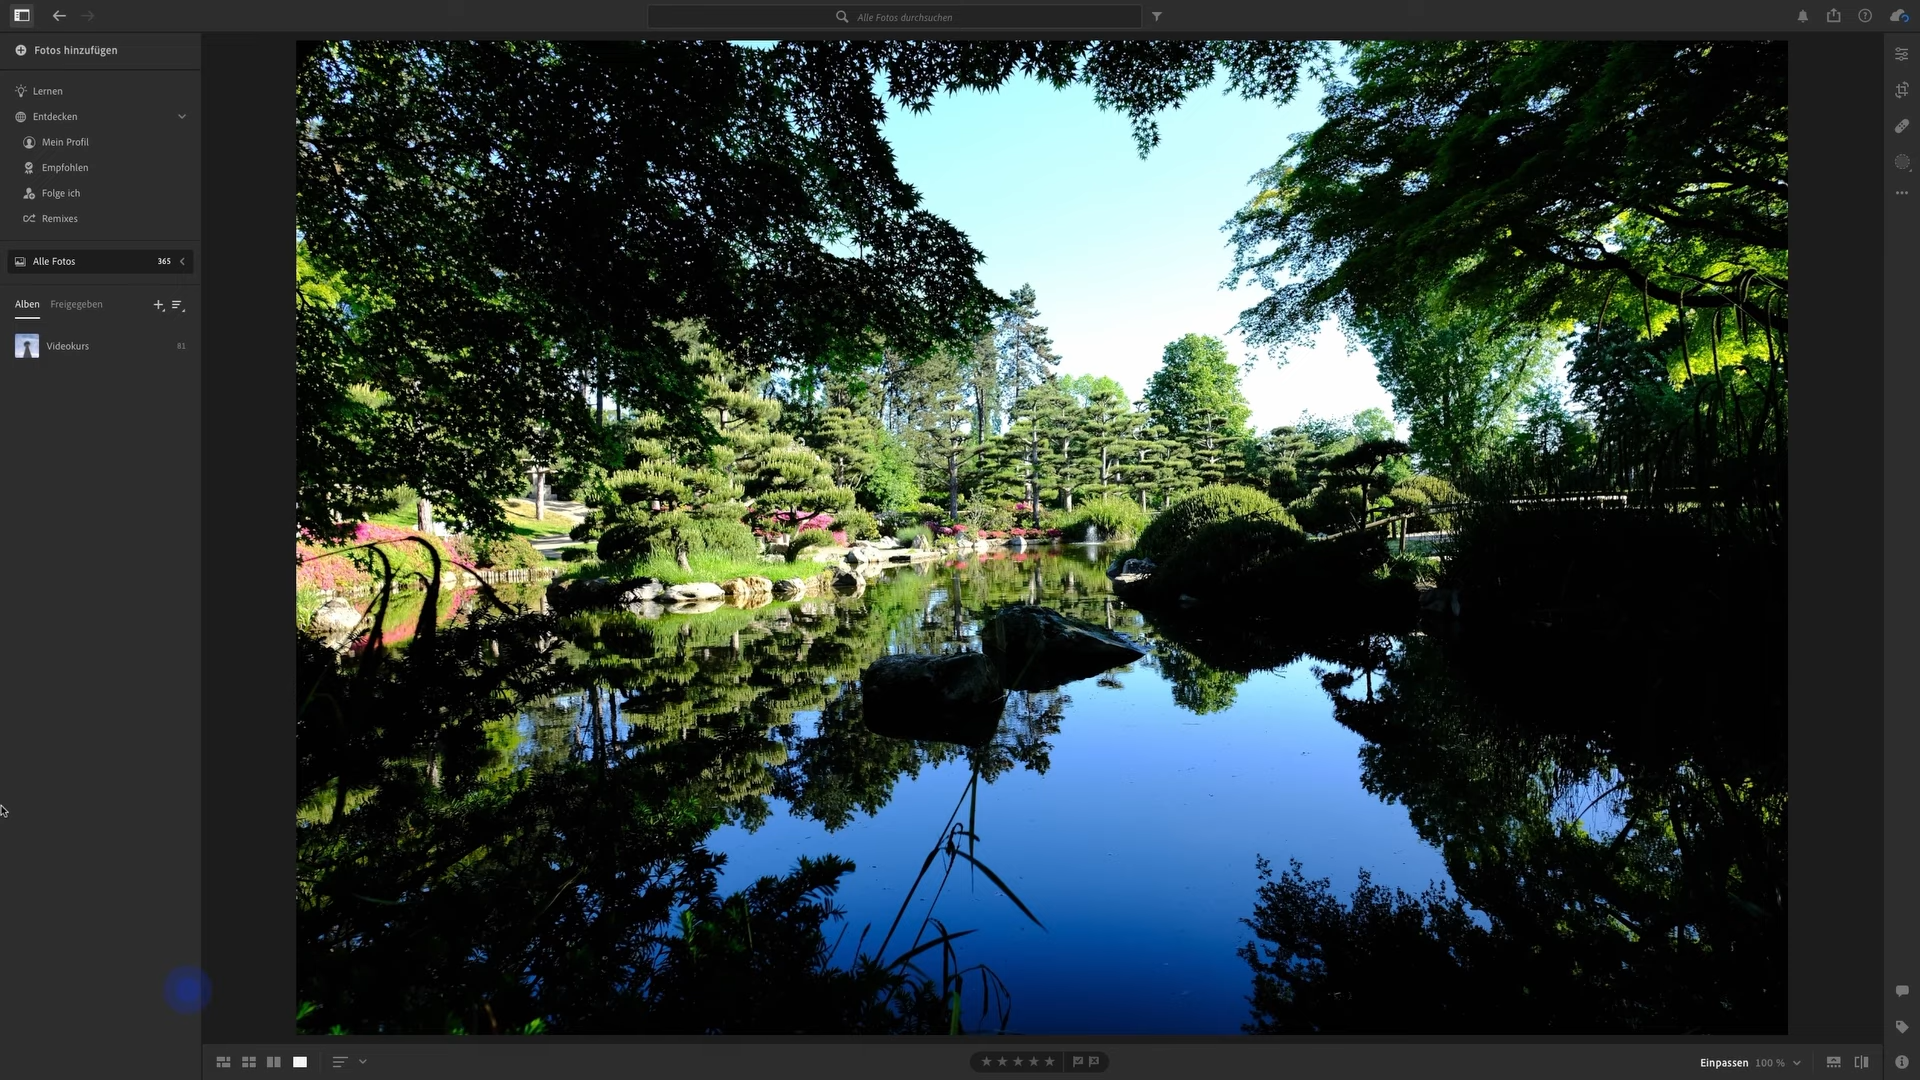 Alle Fotos durchsuchen
Fotos hinzufügen
Lernen
Entdecken
Mein Profil
Empfohlen
Folge ich
Remixes
Alle Fotos 365
Alben Freigegeben
Videokurs 81
Einpassen 100 %